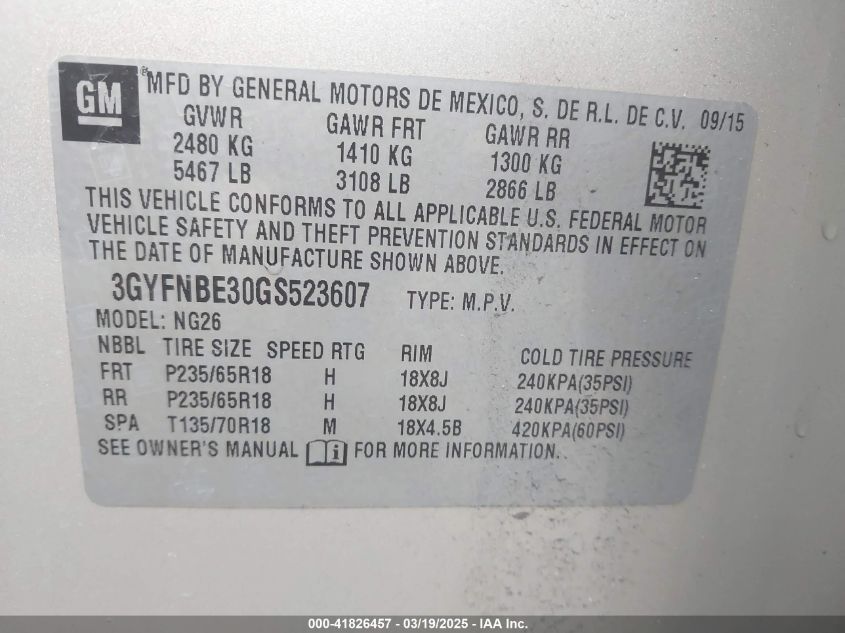 GM
® MFD BY GENERAL MOTORS DE MEXICO, S. DE R.L. DE C.V. 09/15
GVWR GAWR FRT GAWR RR
2480 KG 1410 KG 1300 KG
5467 LB 3108 LB 2866 LB
THIS VEHICLE CONFORMS TO ALL APPLICABLE U.S. FEDERAL MOTOR
VEHICLE SAFETY AND THEFT PREVENTION STANDARDS IN EFFECT ON
THE DATE OF MANUFACTURE SHOWN ABOVE.
3GYFNBE30GS523607 TYPE: M.P.V.
MODEL: NG26
NBBL TIRE SIZE SPEED RTG RIM COLD TIRE PRESSURE
FRT P235/65R18 H 18X8J 240KPA(35PSI)
RR P235/65R18 H 18X8J 240KPA(35PSI)
SPA T135/70R18 M 18X4.5B 420KPA(60PSI)
SEE OWNER'S MANUAL i FOR MORE INFORMATION.
000-41826457 - 03/19/2025 - IAA Inc.